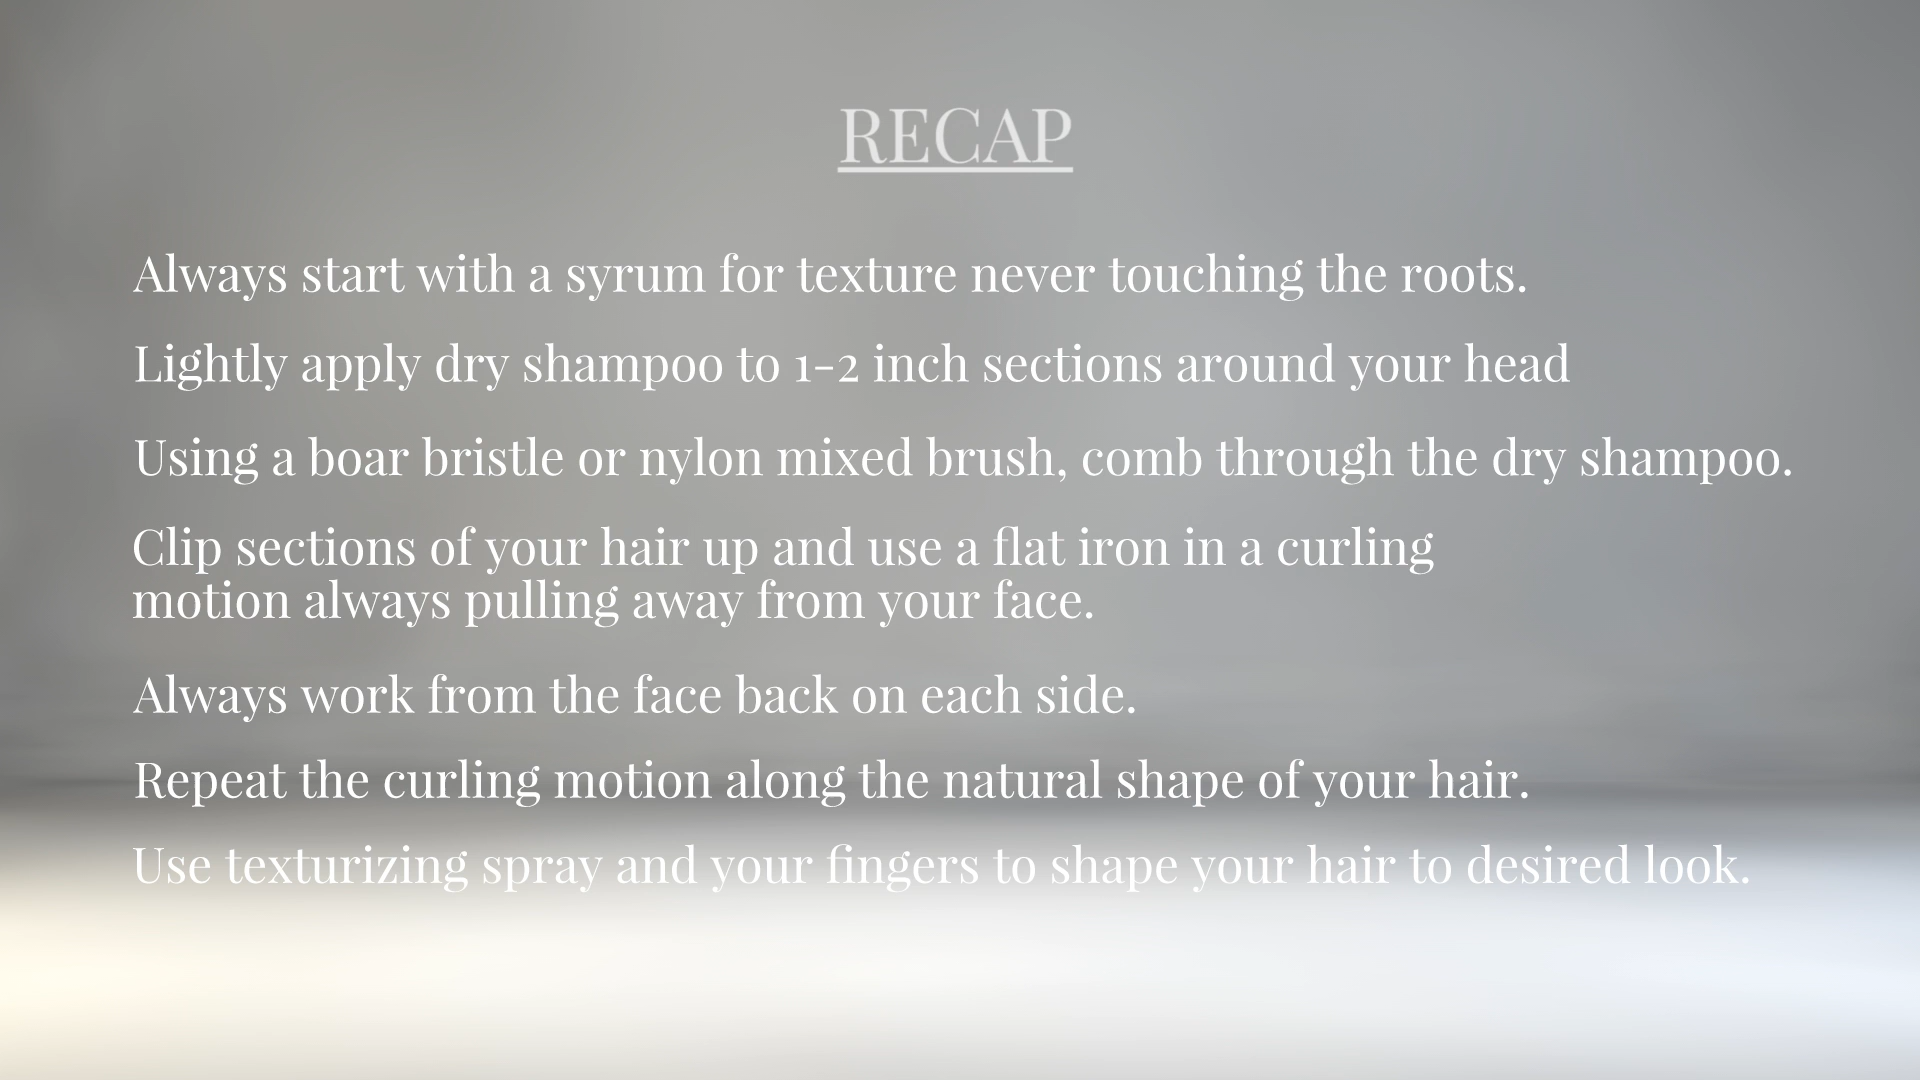 RECAP
Always start with a syrum for texture never touching the roots.
Lightly apply dry shampoo to 1-2 inch sections around your head
Using a boar bristle or nylon mixed brush, comb through the dry shampoo.
Clip sections of your hair up and use a flat iron in a curling
motion always pulling away from your face.
Always work from the face back on each side.
Repeat the curling motion along the natural shape of your hair.
Use texturizing spray and your fingers to shape your hair to desired look.